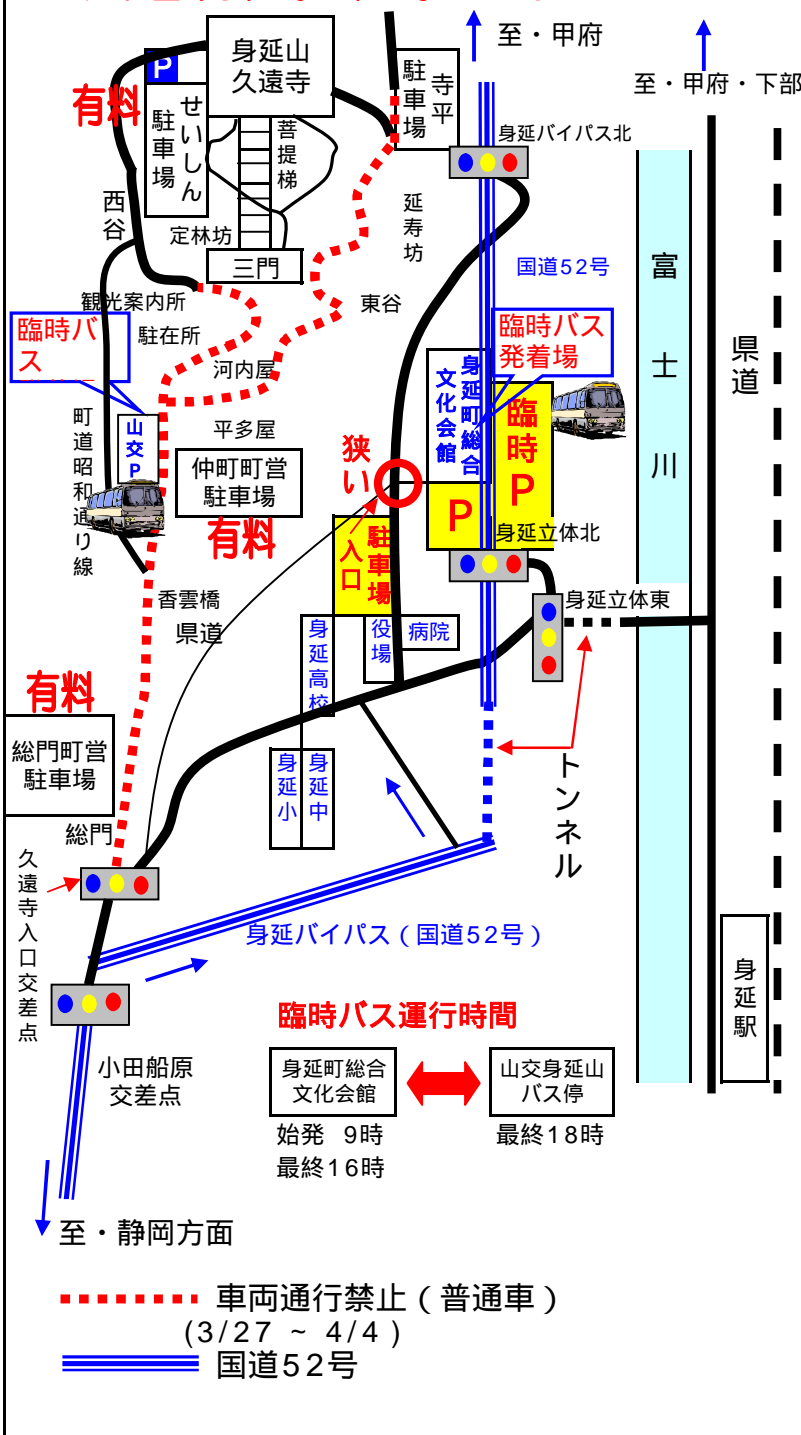 至・甲府
至・甲府・下部
身延山
久遠寺
P
有料
せいしん
駐車場
菩提梯
寺平
駐車場
身延バイパス北
西谷
定林坊
三門
延寿坊
国道52号
富士川
県道
観光案内所
東谷
臨時バ
ス
駐在所
臨時バス
発着場
河内屋
身延町総合
文化会館
臨時P
町道昭和通り線
山交P
平多屋
狭い
仲町町営
駐車場
有料
P
駐車場
入口
身延立体北
香雲橋
県道
身延立体東
身延高校
役場
病院
有料
総門町営
駐車場
身延小
身延中
トンネル
総門
久遠寺入口交差点
身延バイパス(国道52号)
身延駅
臨時バス運行時間
小田船原
交差点
身延町総合
文化会館
山交身延山
バス停
始発 9時
最終16時
最終18時
至・静岡方面
車両通行禁止(普通車)
(3/27 ~ 4/4 )
国道52号